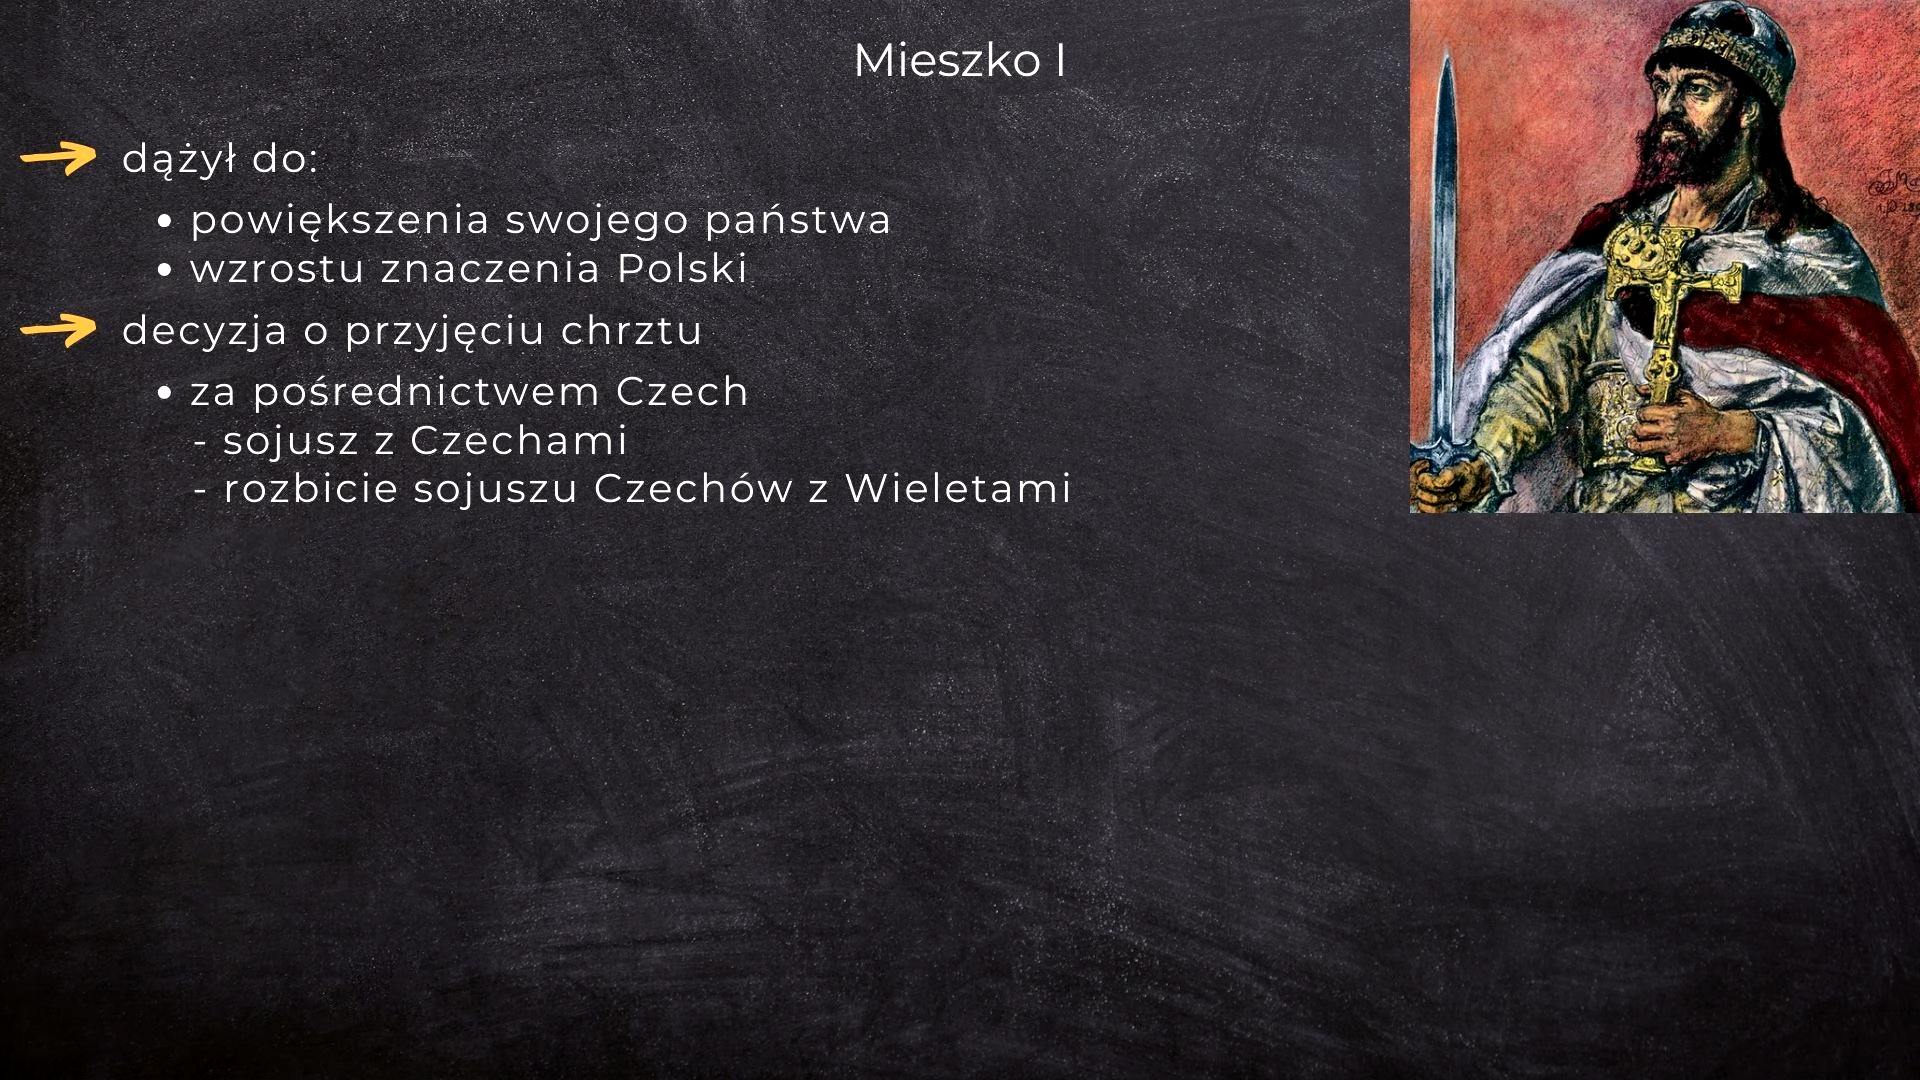 Mieszko I
dążył do:
• powiększenia swojego państwa
• wzrostu znaczenia Polski
decyzja o przyjęciu chrztu
• za pośrednictwem Czech
- sojusz z Czechami
- rozbicie sojuszu Czechów z Wieletami